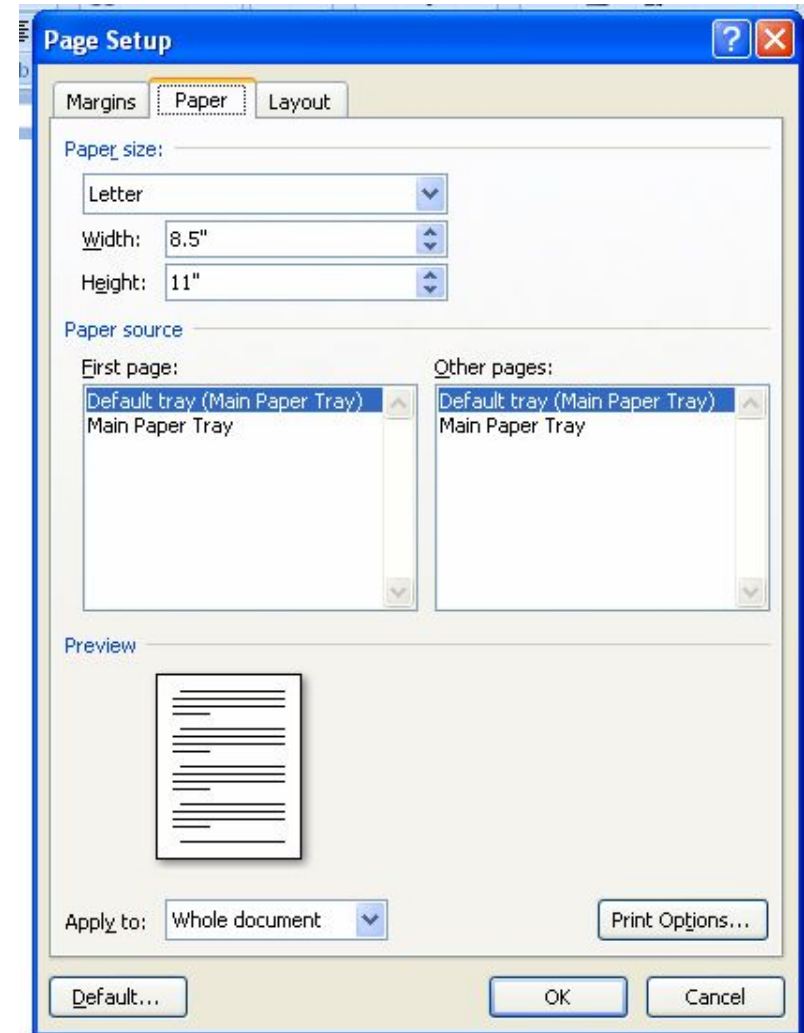 Page Setup
Margins Paper Layout
Paper size:
Letter
Width: 8.5"
Height: 11"
Paper source
First page: Other pages:
Default tray (Main Paper Tray) Default tray (Main Paper Tray)
Main Paper Tray Main Paper Tray
Preview
Apply to: Whole document Print Options...
Default... OK Cancel